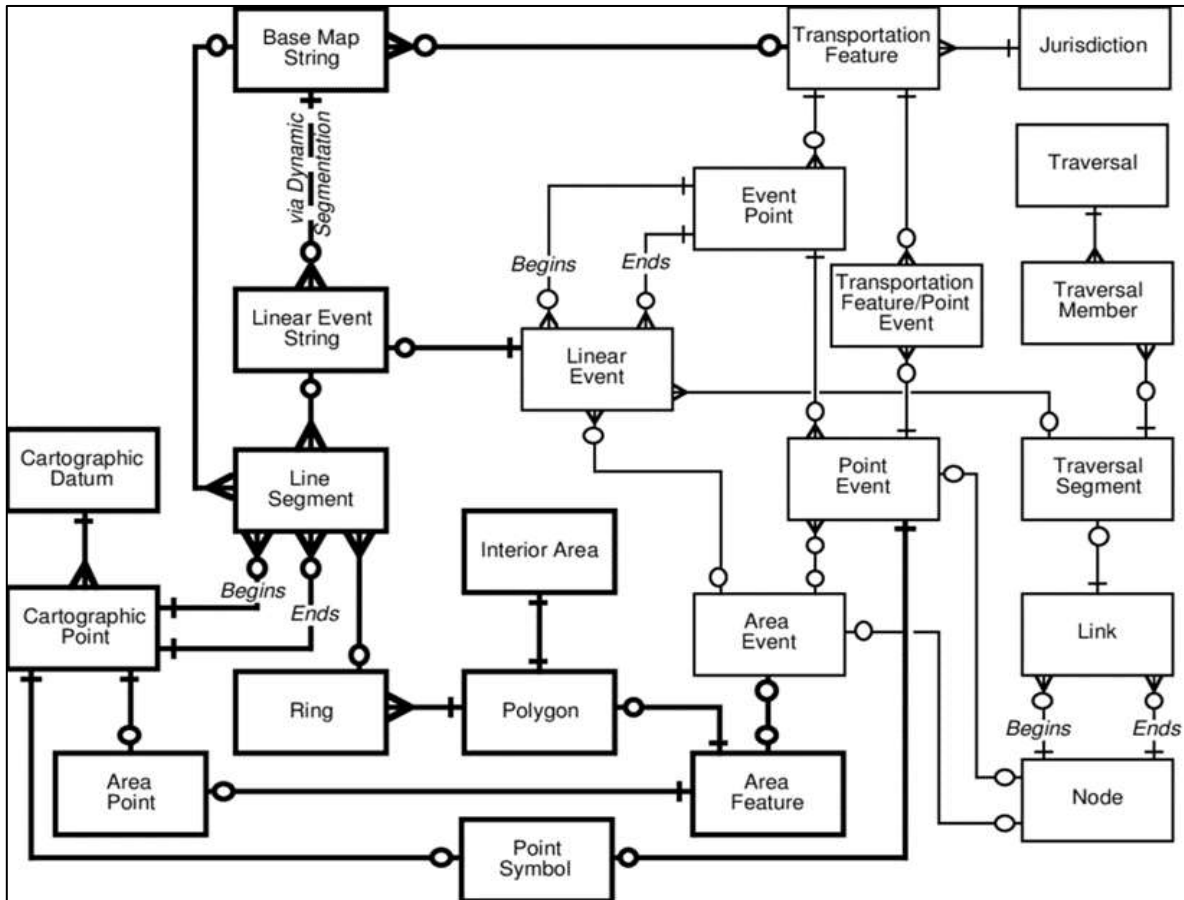 Base Map
String
Transportation
Feature
Jurisdiction
via Dynamic
Segmentation
Traversal
Event
Point
Begins
Ends
Linear Event
String
Linear
Event
Transportation
Feature/Point
Event
Traversal
Member
Cartographic
Datum
Line
Segment
Point
Event
Traversal
Segment
Interior Area
Begins
Ends
Cartographic
Point
Area
Event
Link
Ring
Polygon
Begins
Ends
Area
Point
Area
Feature
Node
Point
Symbol